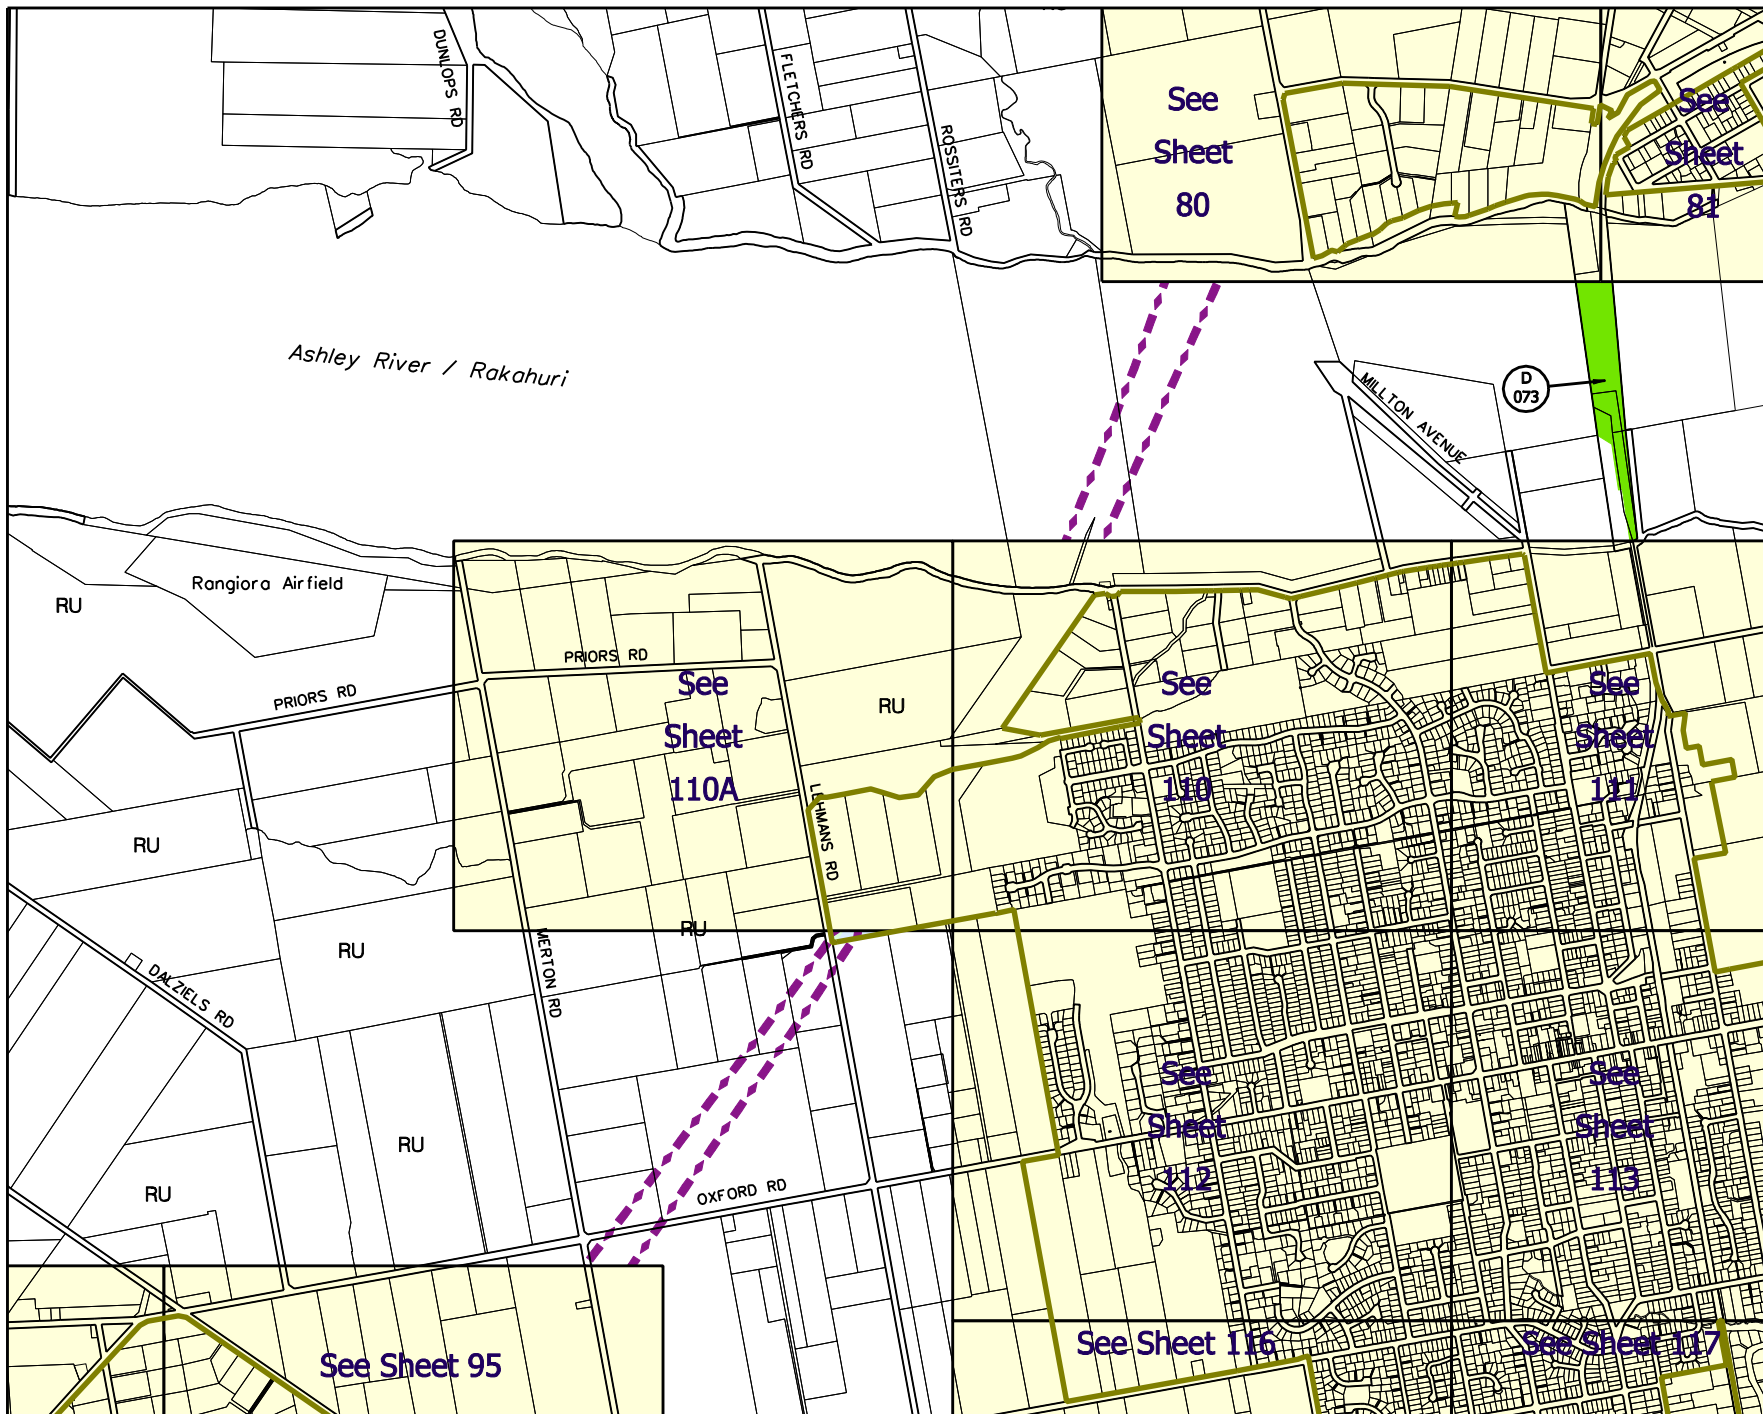 DUNLOPS RD
FLETCHERS RD
ROSSITERS RD
See
Sheet
80
See
Sheet
81
Ashley River / Rakahuri
D
073
MILLTON AVENUE
Rangiora Airfield
RU
PRIORS RD
PRIORS RD
See
Sheet
110A
RU
See
Sheet
110
See
Sheet
111
LEHMANS RD
RU
RU
RU
MERTON RD
DALZIELS RD
See
Sheet
112
See
Sheet
113
RU
RU
OXFORD RD
See Sheet 116
See Sheet 117
See Sheet 95